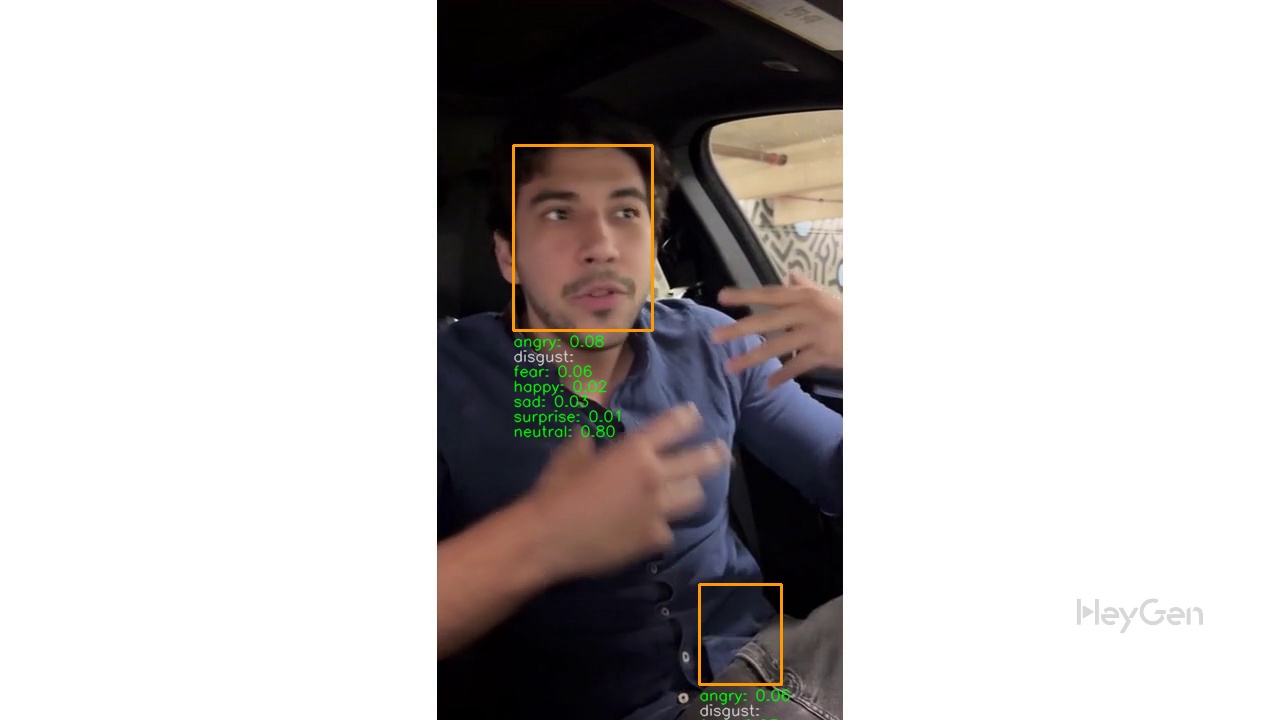 angry: 0.08
disgust:
fear: 0.06
happy: 0.02
sad: 0.03
surprise: 0.01
neutral: 0.80
HeyGen
angry: 0.06
disgust: